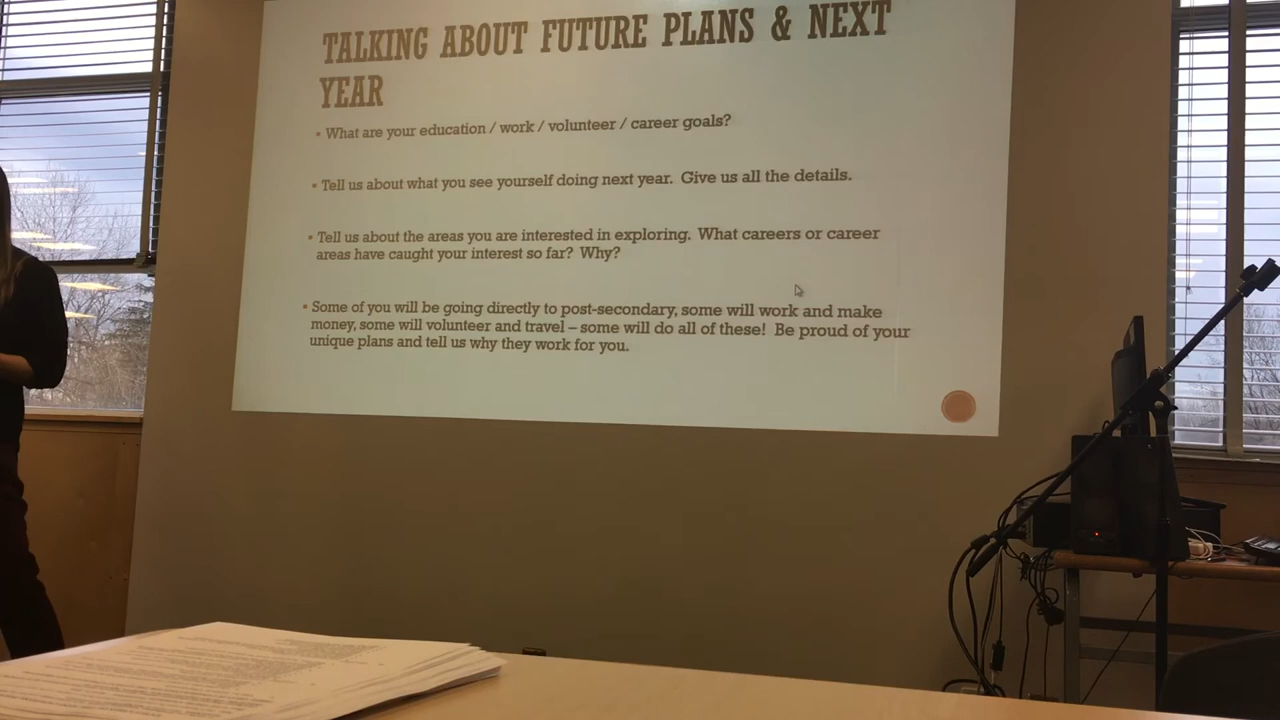 TALKING ABOUT FUTURE PLANS & NEXT
YEAR
▪ What are your education / work / volunteer / career goals?
▪ Tell us about what you see yourself doing next year.  Give us all the details.
▪ Tell us about the areas you are interested in exploring.  What careers or career
areas have caught your interest so far?  Why?
▪ Some of you will be going directly to post-secondary, some will work and make
money, some will volunteer and travel – some will do all of these!  Be proud of your
unique plans and tell us why they work for you.